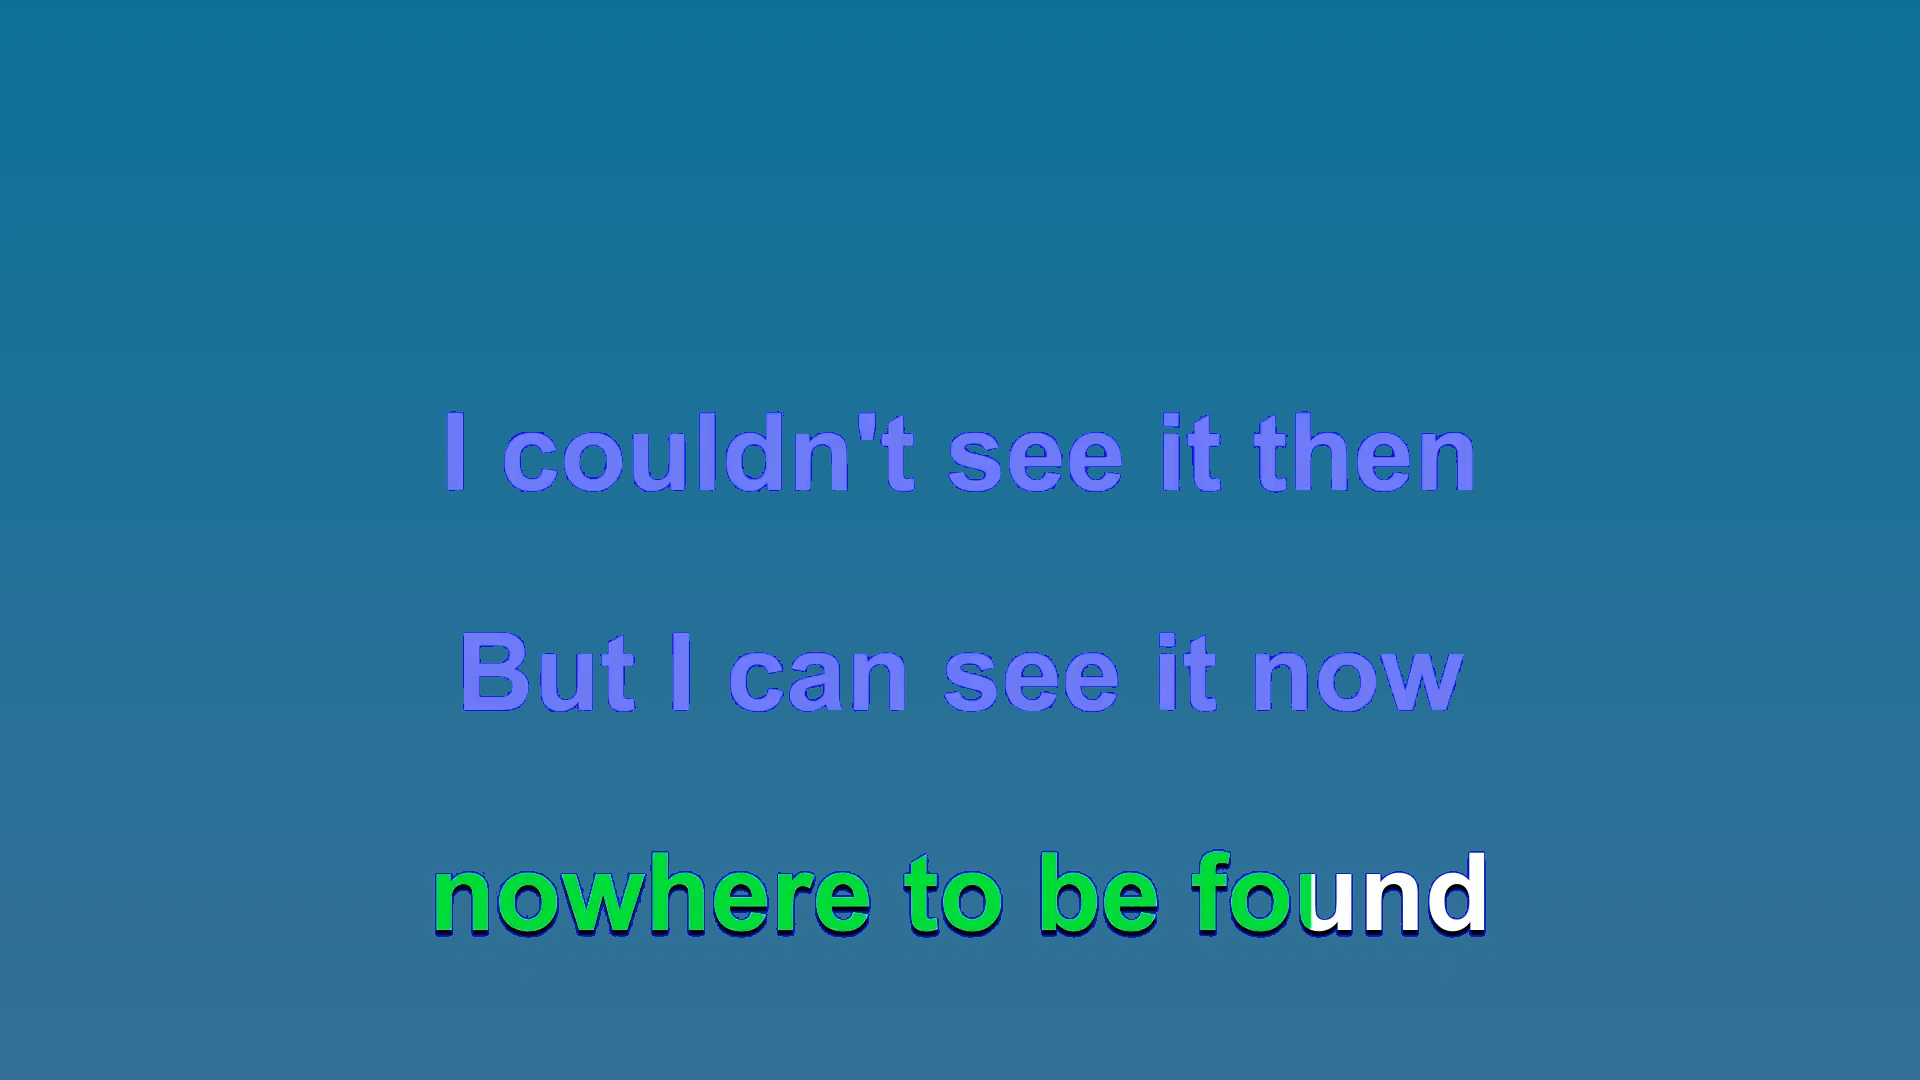 I couldn't see it then
But I can see it now
nowhere to be found